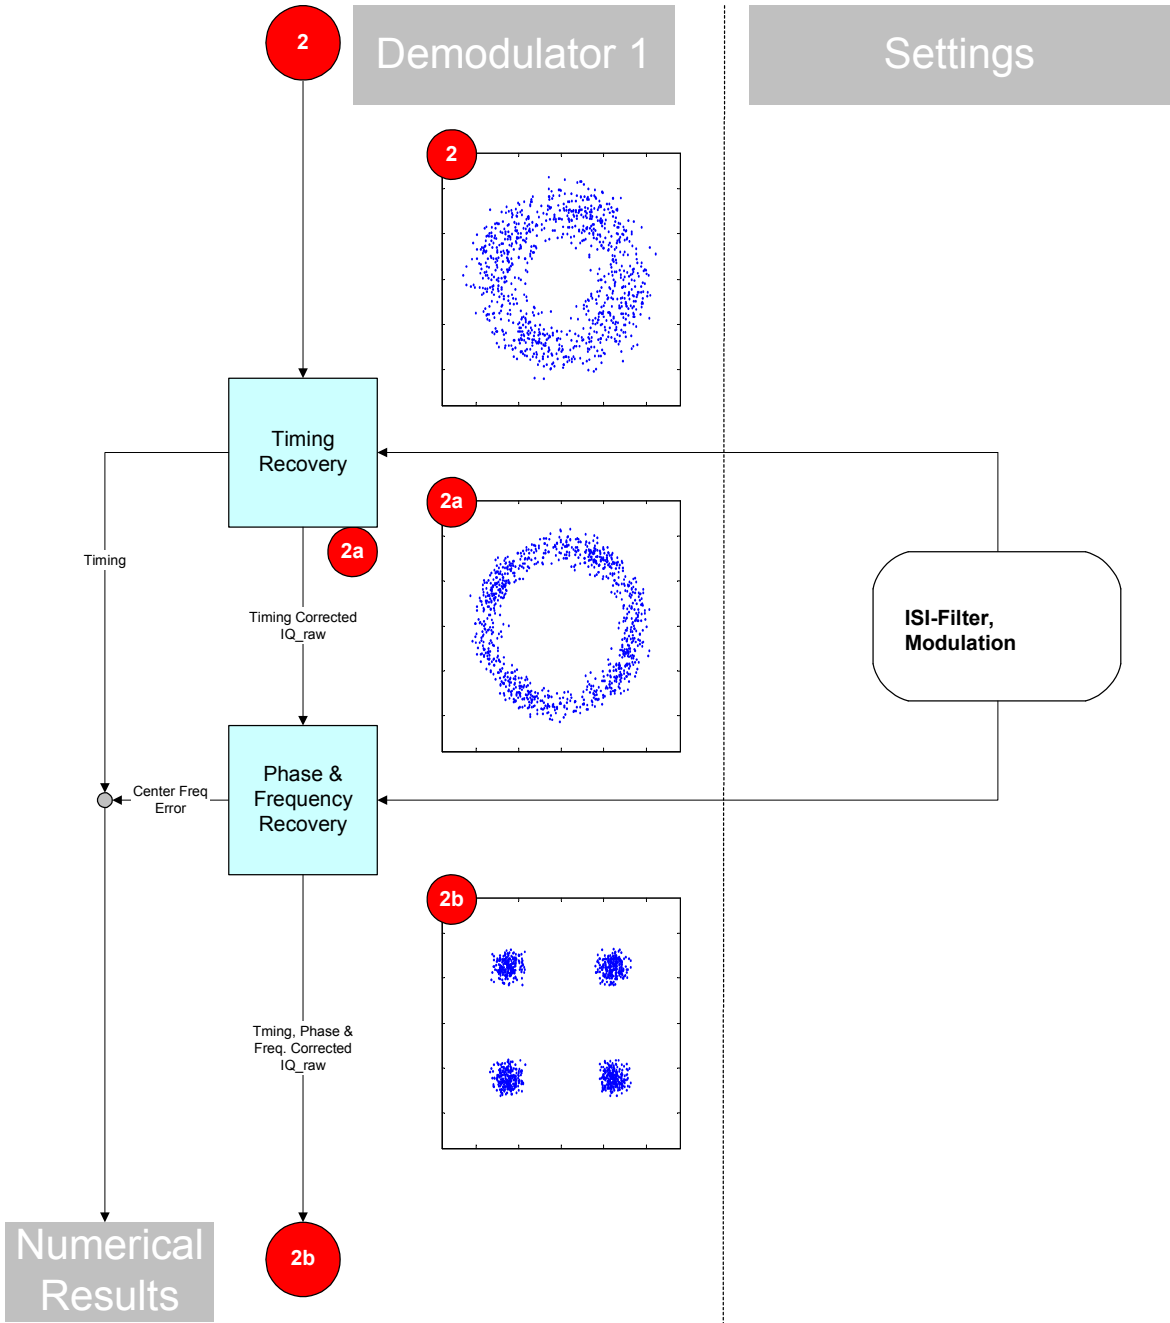 2
Demodulator 1
Settings
2
Timing
Recovery
2a
2a
Timing
Timing Corrected
IQ_raw
ISI-Filter,
Modulation
Phase &
Frequency
Recovery
Center Freq
Error
2b
Tming, Phase &
Freq. Corrected
IQ_raw
Numerical
Results
2b